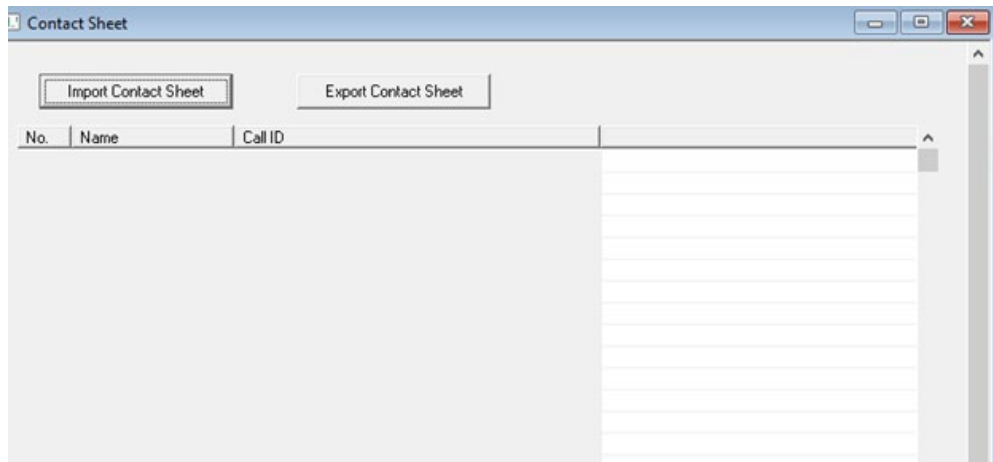 Contact Sheet
Import Contact Sheet Export Contact Sheet
No. Name Call ID